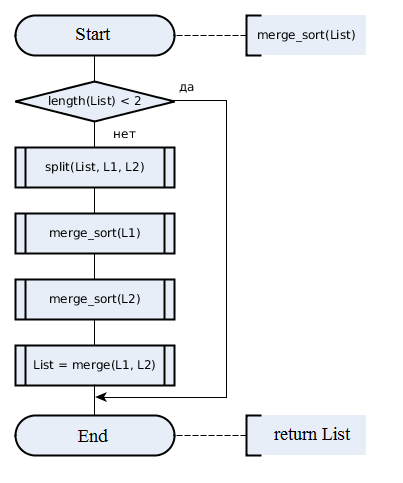 Start
merge_sort(List)
length(List) < 2
да
нет
split(List, L1, L2)
merge_sort(L1)
merge_sort(L2)
List = merge(L1, L2)
End
return List